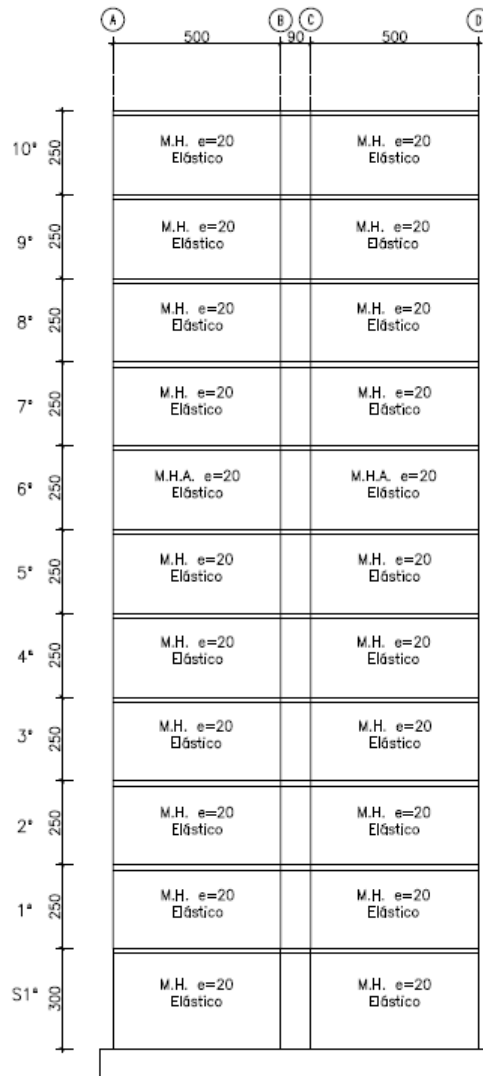 A B C D
500 90 500
10° 250 M.H. e=20 M.H. e=20
Elástico Elástico
9° 250 M.H. e=20 M.H. e=20
Elástico Elástico
8° 250 M.H. e=20 M.H. e=20
Elástico Elástico
7° 250 M.H. e=20 M.H. e=20
Elástico Elástico
6° 250 M.H.A. e=20 M.H.A. e=20
Elástico Elástico
5° 250 M.H. e=20 M.H. e=20
Elástico Elástico
4° 250 M.H. e=20 M.H. e=20
Elástico Elástico
3° 250 M.H. e=20 M.H. e=20
Elástico Elástico
2° 250 M.H. e=20 M.H. e=20
Elástico Elástico
1° 250 M.H. e=20 M.H. e=20
Elástico Elástico
S1° 300 M.H. e=20 M.H. e=20
Elástico Elástico